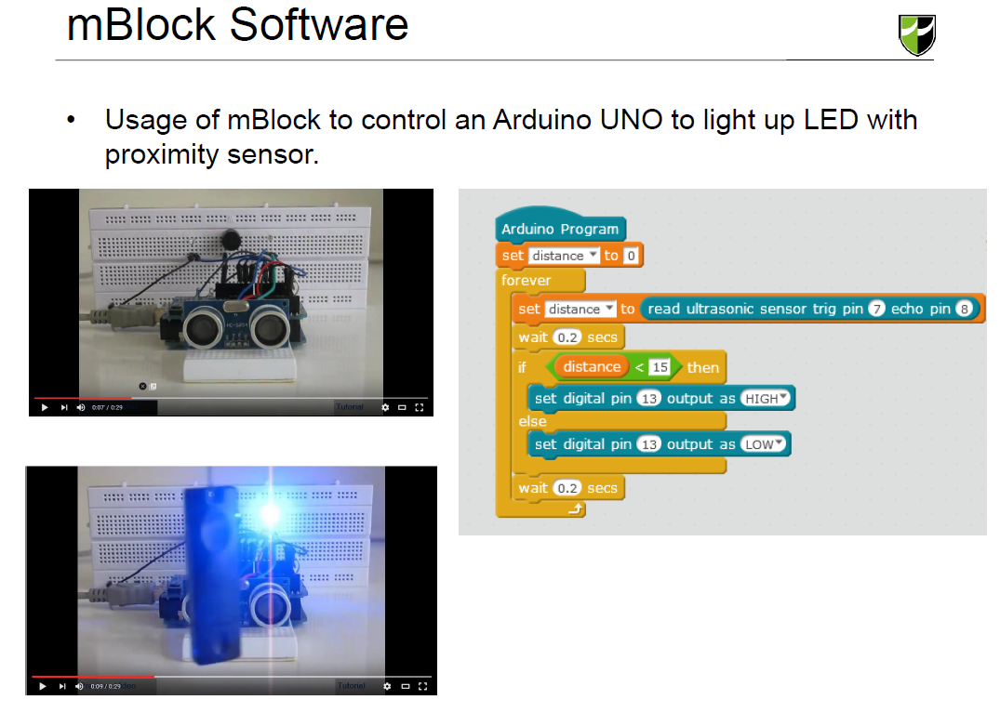 mBlock Software
• Usage of mBlock to control an Arduino UNO to light up LED with
proximity sensor.
HC-SR04
0:07 / 0:29
Tutorial
0:09 / 0:29
Tutorial
Arduino Program
set distance to 0
forever
set distance to read ultrasonic sensor trig pin 7 echo pin 8
wait 0.2 secs
if distance < 15 then
set digital pin 13 output as HIGH
else
set digital pin 13 output as LOW
wait 0.2 secs